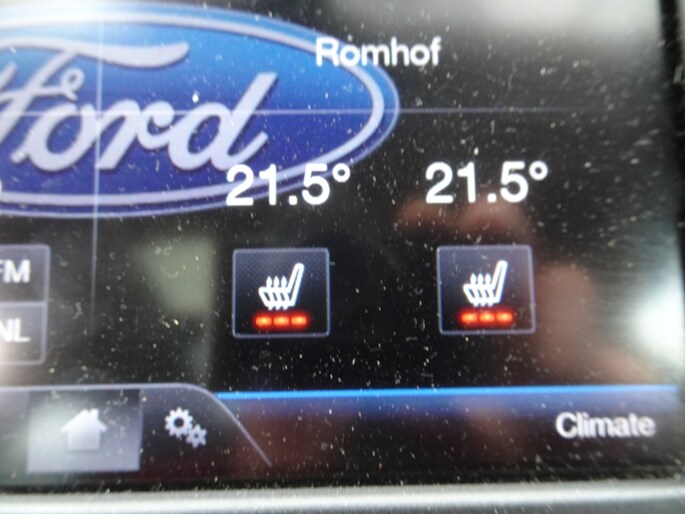 Romhof
Ford
21.5° 21.5°
FM
NL
Climate